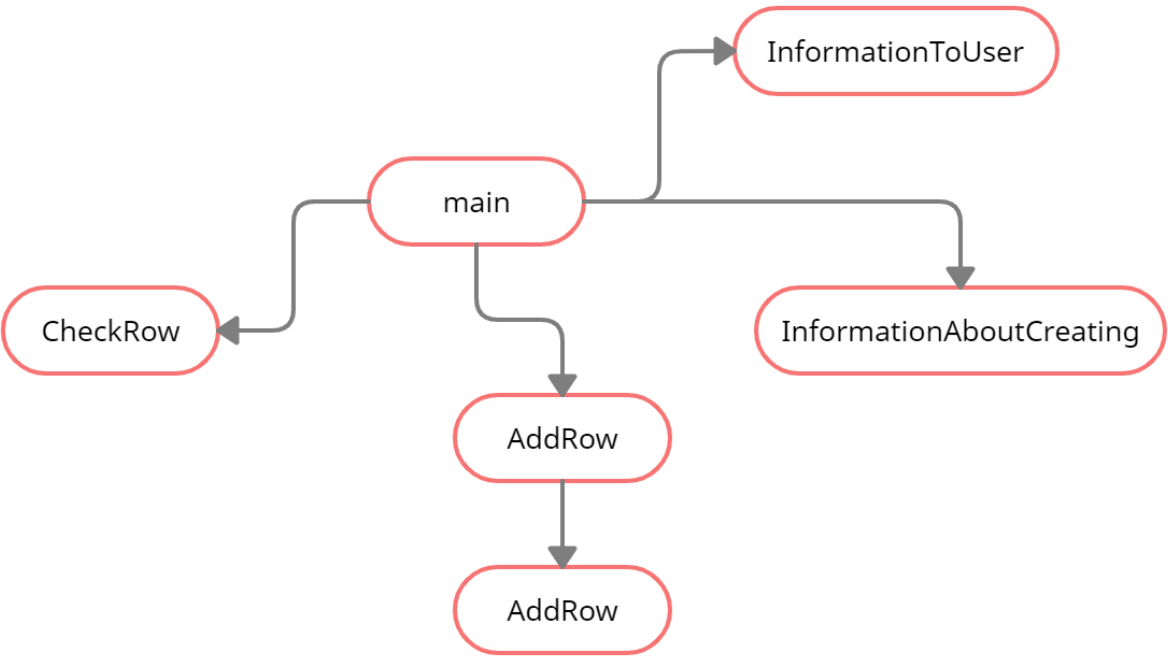 InformationToUser
main
CheckRow
InformationAboutCreating
AddRow
AddRow